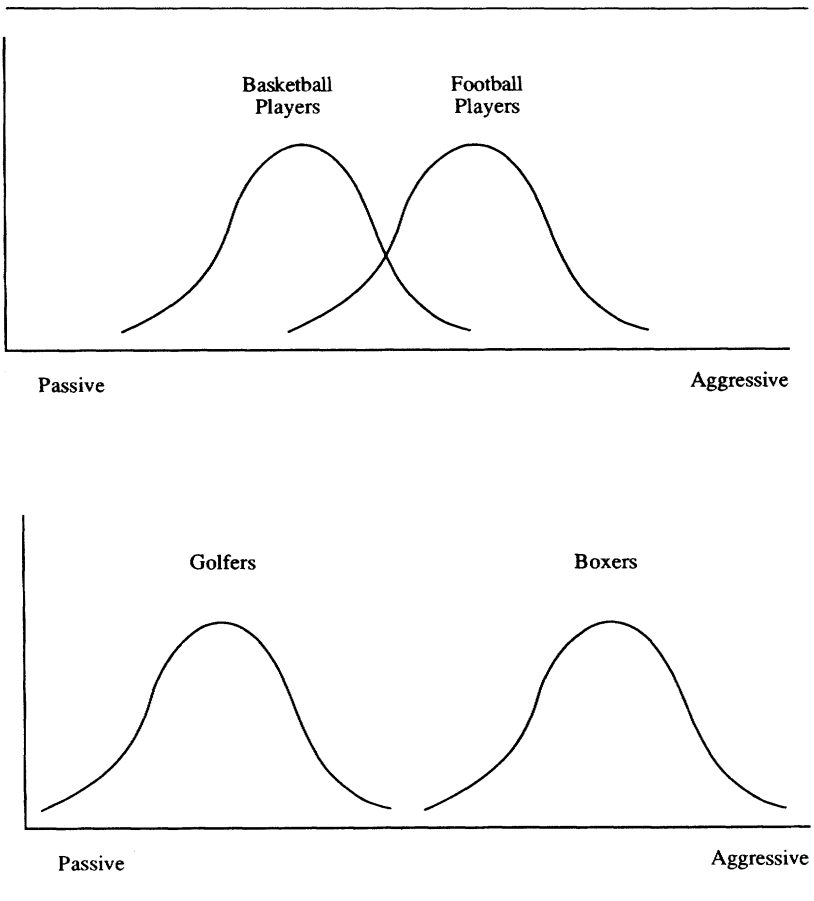 Basketball Players
Football Players
Passive
Aggressive
Golfers
Boxers
Passive
Aggressive